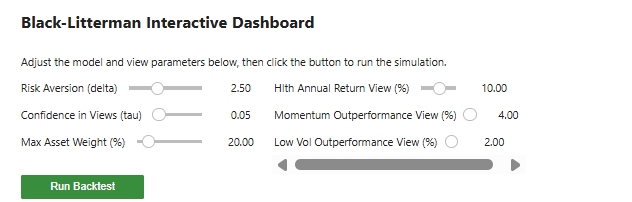 Black-Litterman Interactive Dashboard
Adjust the model and view parameters below, then click the button to run the simulation.
Risk Aversion (delta) 2.50 Hlth Annual Return View (%) 10.00
Confidence in Views (tau) 0.05 Momentum Outperformance View (%) 4.00
Max Asset Weight (%) 20.00 Low Vol Outperformance View (%) 2.00
Run Backtest